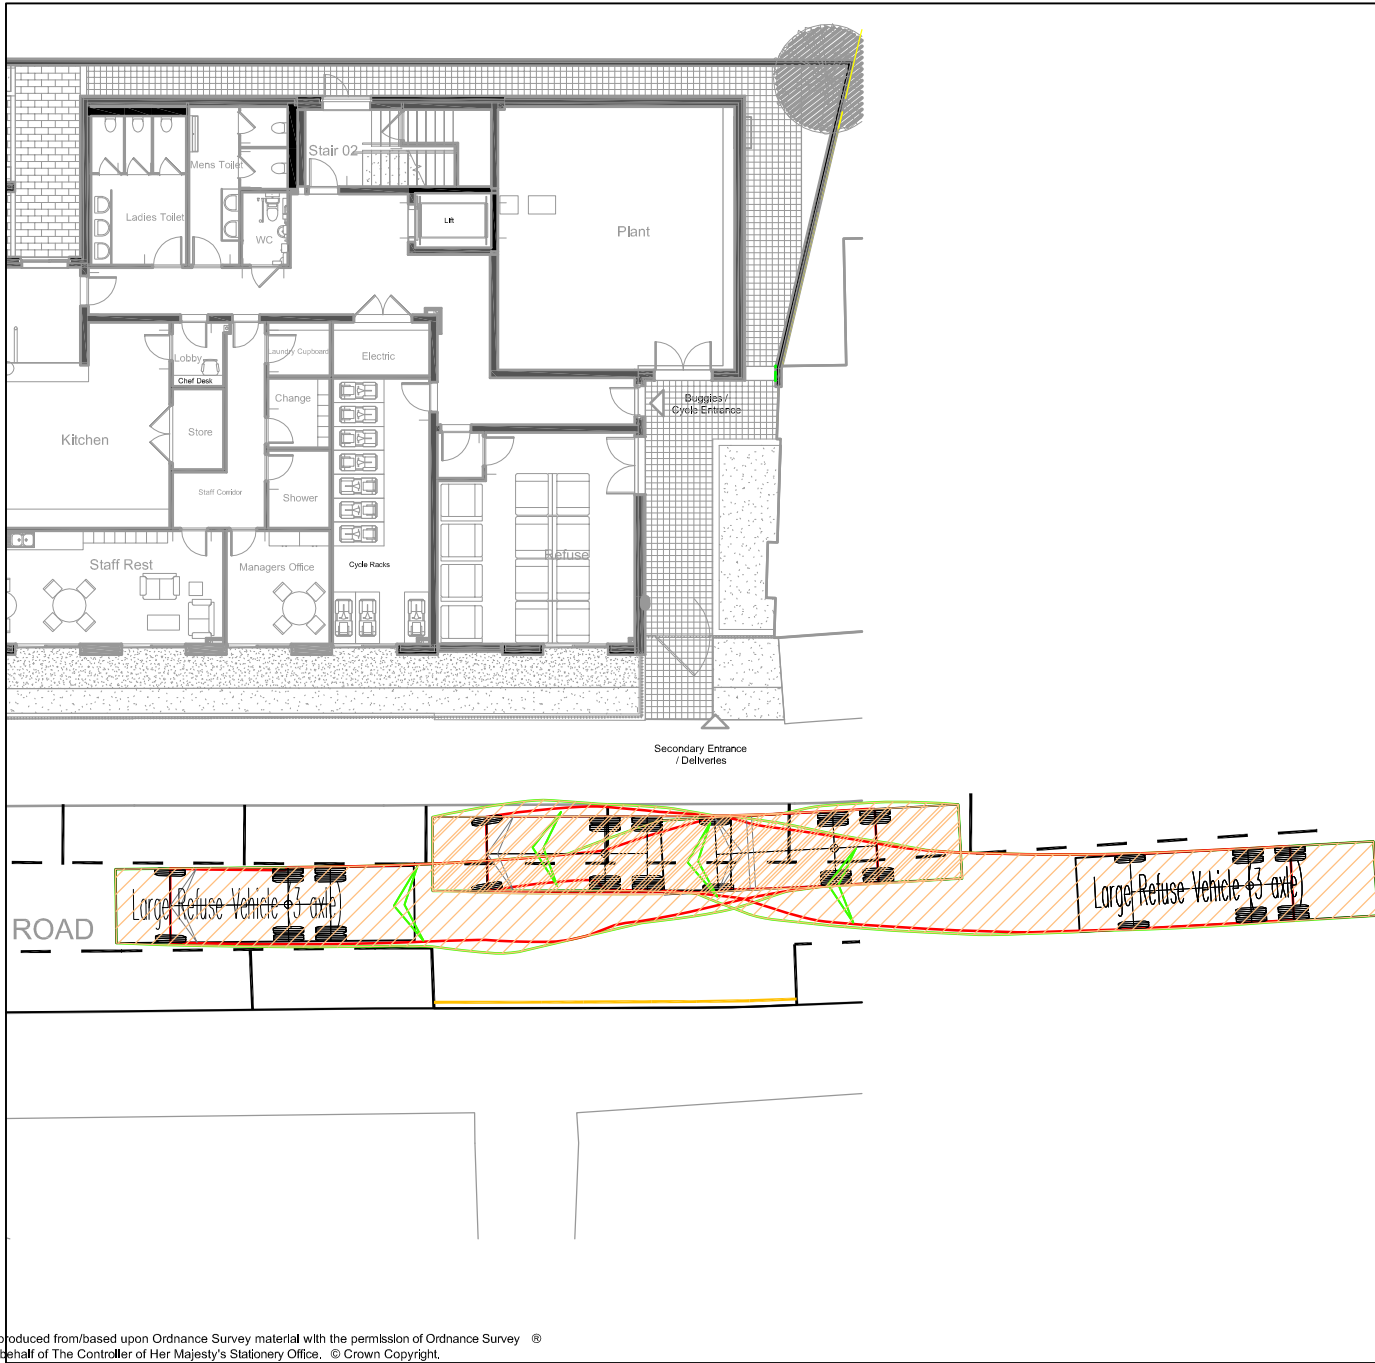 Stair 02
Mens Toilet
Ladies Toilet
WC
Lift
Plant
Lobby
Chef Desk
Laundry Cupboard
Electric
Change
Buggies /
Cycle Entrance
Kitchen
Store
Staff Corridor
Shower
Staff Rest
Managers Office
Cycle Racks
Refuse
Secondary Entrance
/ Deliveries
Large Refuse Vehicle 3 axle
Large Refuse Vehicle 3 axle
ROAD
produced from/based upon Ordnance Survey material with the permission of Ordnance Survey ®
behalf of The Controller of Her Majesty's Stationery Office, © Crown Copyright.